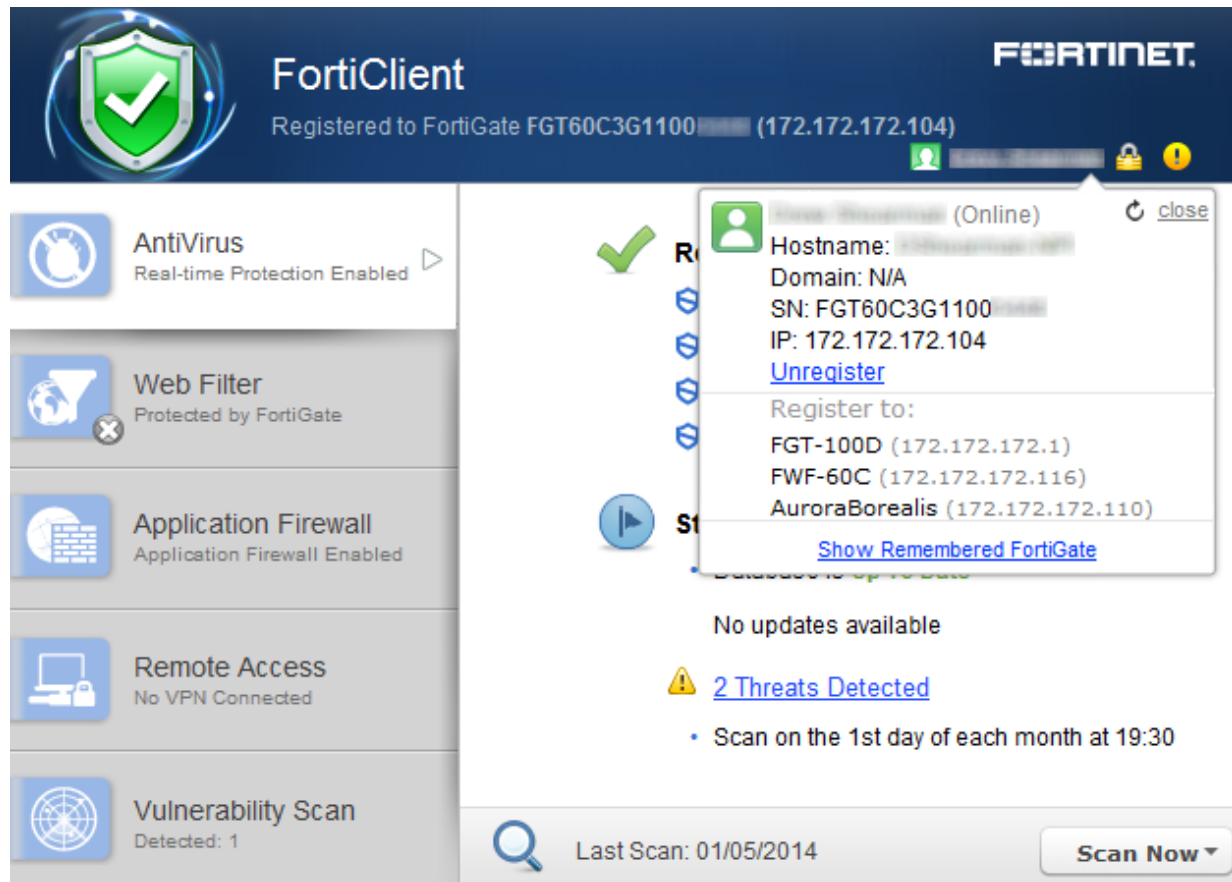 FortiClient
FORTINET
Registered to FortiGate FGT60C3G1100 (172.172.172.104)
AntiVirus
Real-time Protection Enabled
Web Filter
Protected by FortiGate
Application Firewall
Application Firewall Enabled
Remote Access
No VPN Connected
Vulnerability Scan
Detected: 1
(Online)
close
Hostname:
Domain: N/A
SN: FGT60C3G1100
IP: 172.172.172.104
Unregister
Register to:
FGT-100D (172.172.172.1)
FWF-60C (172.172.172.116)
AuroraBorealis (172.172.172.110)
Show Remembered FortiGate
No updates available
2 Threats Detected
• Scan on the 1st day of each month at 19:30
Last Scan: 01/05/2014
Scan Now